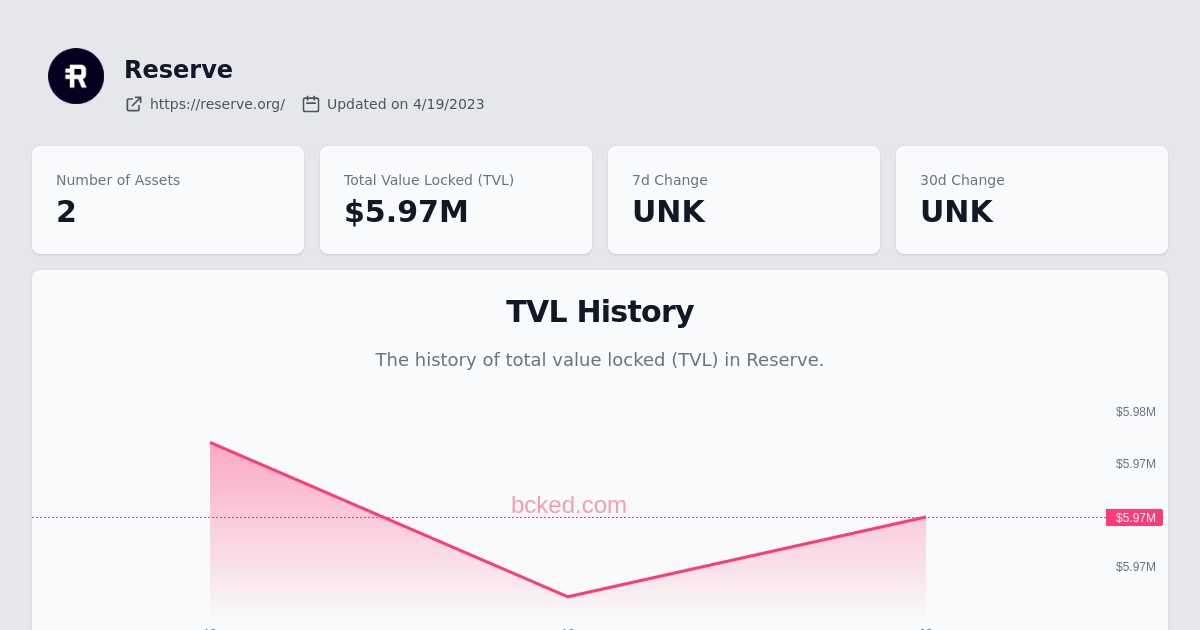 Reserve
https://reserve.org/ Updated on 4/19/2023
Number of Assets
2
Total Value Locked (TVL)
$5.97M
7d Change
UNK
30d Change
UNK
TVL History
The history of total value locked (TVL) in Reserve.
$5.98M
$5.97M
bcked.com
$5.97M
$5.97M